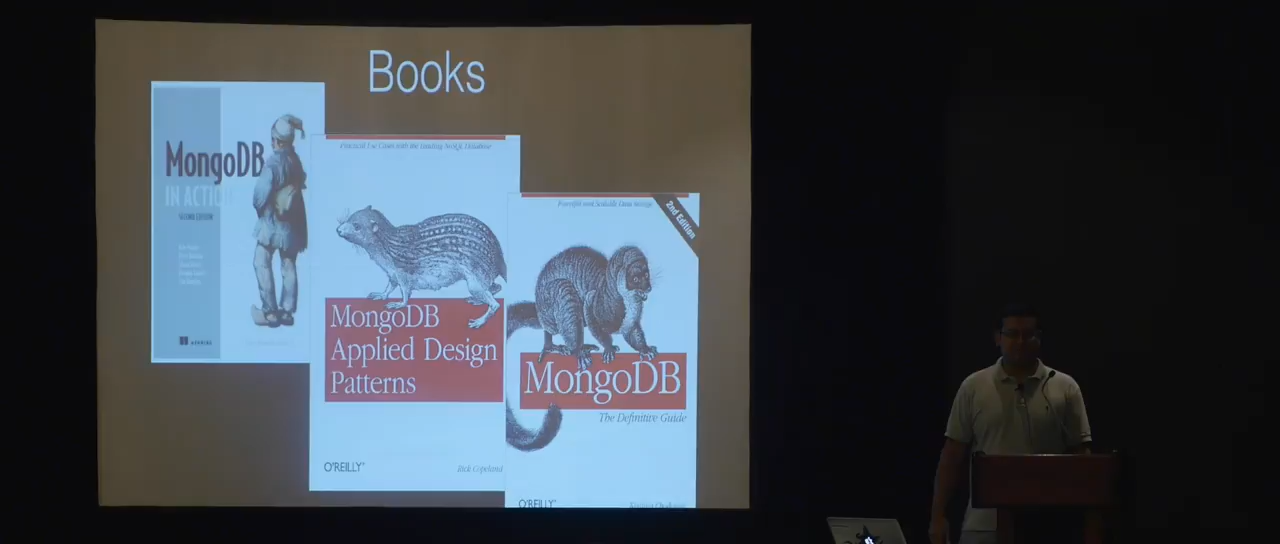 Books
MongoDB
IN ACTION
SECOND EDITION
MANNING
Practical Use Cases with the Leading NoSQL Database
MongoDB
Applied Design
Patterns
O'REILLY
Rick Copeland
Powerful and Scalable Data Storage
2nd Edition
MongoDB
The Definitive Guide
O'REILLY